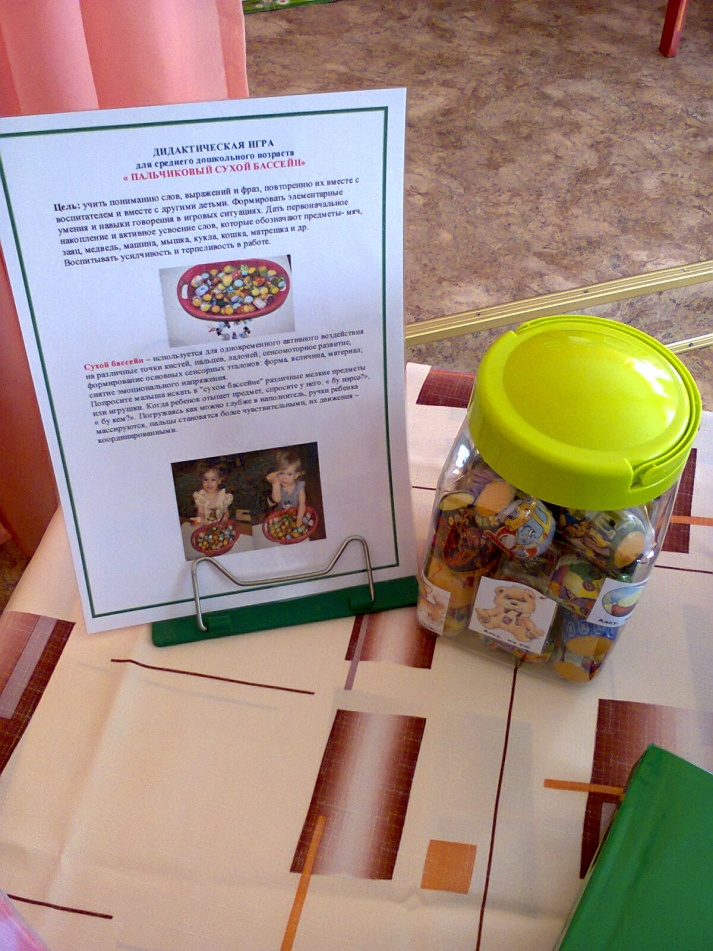 ДИДАКТИЧЕСКАЯ ИГРА
для среднего дошкольного возраста
« ПАЛЬЧИКОВЫЙ СУХОЙ БАССЕЙН»
Цель: учить пониманию слов, выражений и фраз, повторению их вместе с
воспитателем и вместе с другими детьми. Формировать элементарные
умения и навыки говорения в игровых ситуациях. Дать первоначальное
накопление и активное усвоение слов, которые обозначают предметы- мяч,
заяц, медведь, машина, мышка, кукла, кошка, матрешка и др.
Воспитывать усидчивость и терпеливость в работе.
Сухой бассейн – используется для одновременного активного воздействия
на различные точки кистей, пальцев, ладоней; сенсомоторное развитие,
формирование основных сенсорных эталонов: форма, величина, материал;
снятие эмоционального напряжения.
Попросите малыша искать в "сухом бассейне" различные мелкие предметы
или игрушки. Когда ребенок отыщет предмет, спросите у него: « бу нәрсә?»,
« бу кем?». Погружаясь как можно глубже в наполнитель, ручки ребенка
массируются, пальцы становятся более чувствительными, их движения –
координированными.